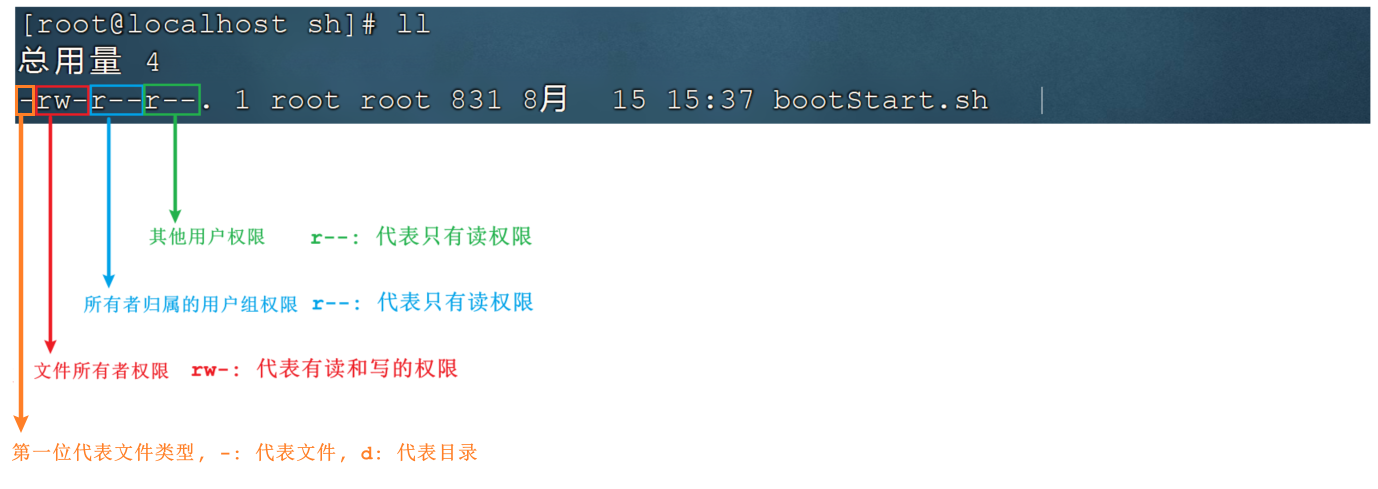 [root@localhost sh]# ll
总用量 4
-rw-r--r--. 1 root root 831 8月  15 15:37 bootStart.sh
其他用户权限 r--: 代表只有读权限
所有者归属的用户组权限 r--: 代表只有读权限
文件所有者权限 rw-: 代表有读和写的权限
第一位代表文件类型, -: 代表文件, d: 代表目录